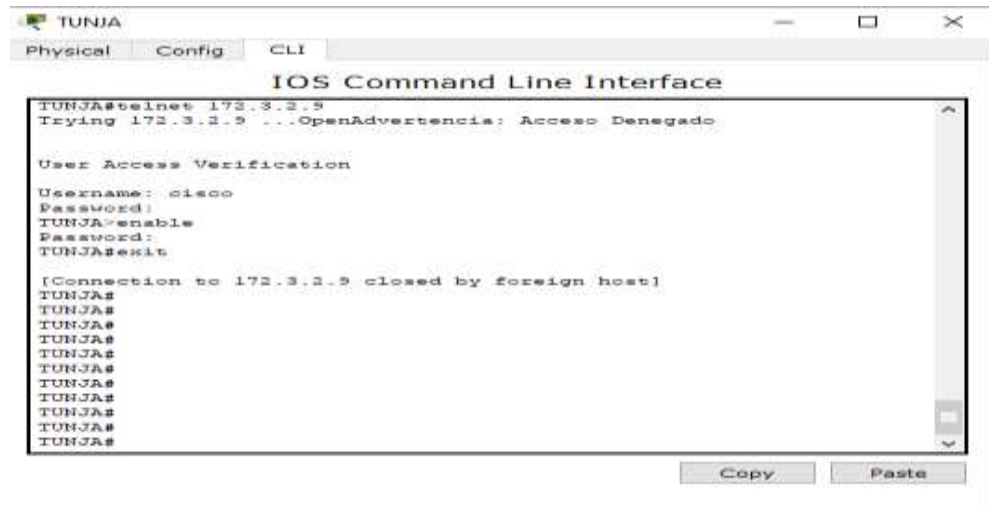 TUNJA
Physical Config CLI
IOS Command Line Interface
TUNJA#telnet 172.3.2.9
Trying 172.3.2.9 ...OpenAdvertencia: Acceso Denegado
User Access Verification
Username: cisco
Password:
TUNJA>enable
Password:
TUNJA#exit
[Connection to 172.3.2.9 closed by foreign host]
TUNJA#
TUNJA#
TUNJA#
TUNJA#
TUNJA#
TUNJA#
TUNJA#
TUNJA#
TUNJA#
TUNJA#
TUNJA#
Copy Paste